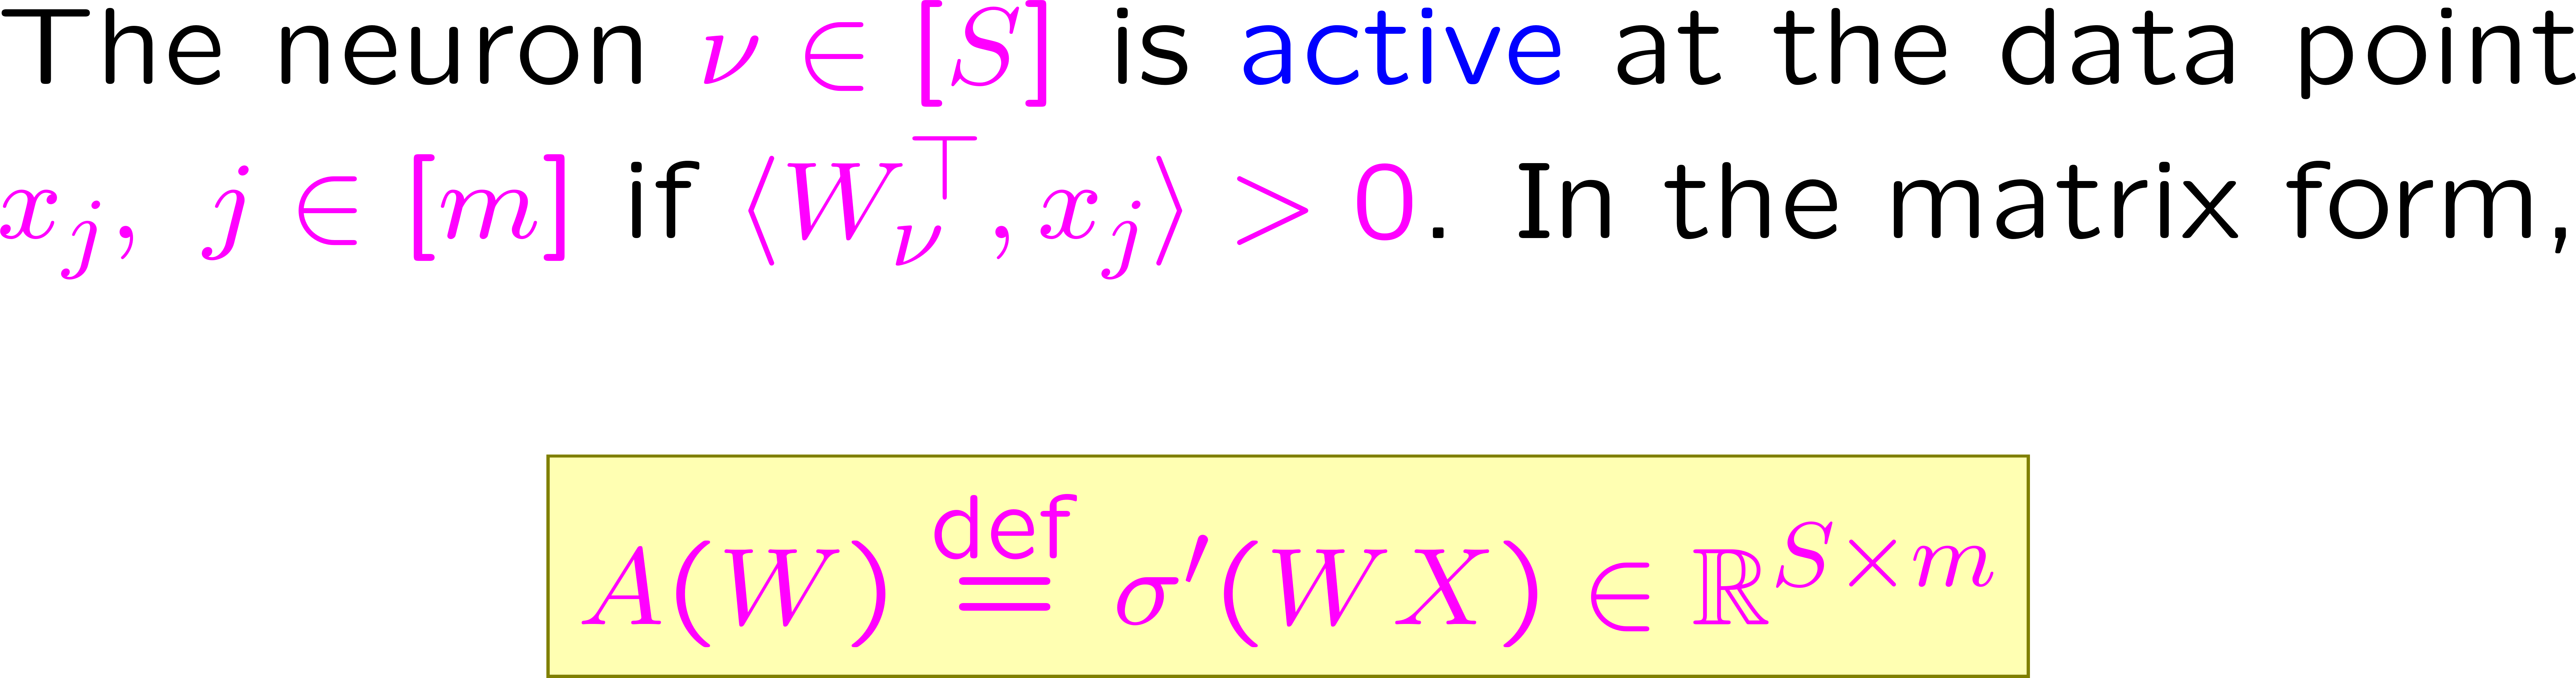 The neuron ν ∈ [S] is active at the data point
x_j, j ∈ [m] if ⟨W_ν^⊤, x_j⟩ > 0. In the matrix form,
A(W) \overset{def}{=} σ′(WX) ∈ ℝ^{S×m}